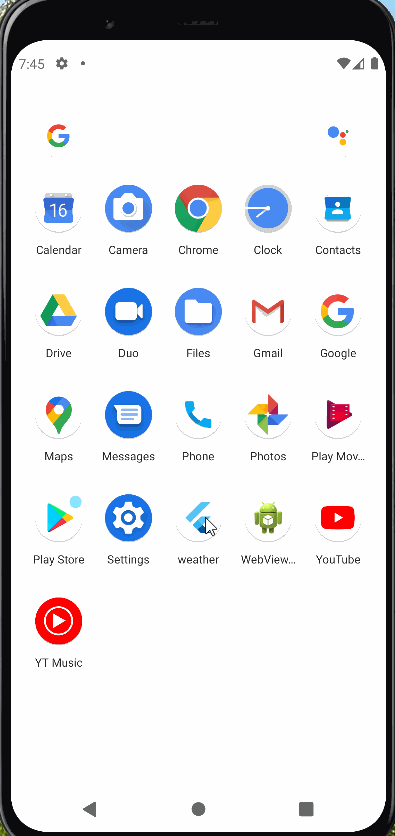 7:45
16
Calendar Camera Chrome Clock Contacts
Drive Duo Files Gmail Google
Maps Messages Phone Photos Play Mov...
Play Store Settings weather WebView... YouTube
YT Music